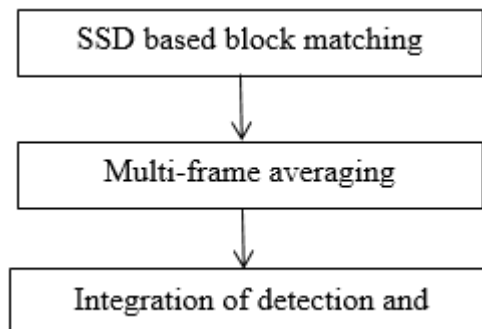 SSD based block matching
Multi-frame averaging
Integration of detection and